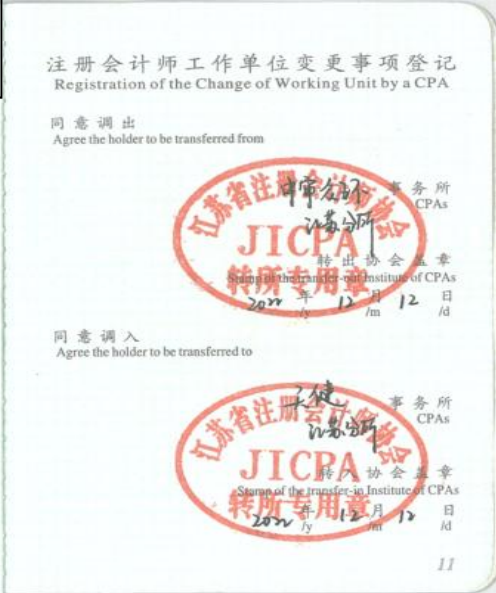 注册会计师工作单位变更事项登记
Registration of the Change of Working Unit by a CPA
同意调出
Agree the holder to be transferred from
江苏省注册会计师协会
JICPA
转所专用章
中审众环 事务所
江苏分所 CPAs
转出协会盖章
Stamp of the transfer-out Institute of CPAs
2022 年 12 月 12 日
/y /m /d
同意调入
Agree the holder to be transferred to
江苏省注册会计师协会
JICPA
转所专用章
天健 事务所
江苏分所 CPAs
转入协会盖章
Stamp of the transfer-in Institute of CPAs
2022 年 12 月 12 日
/y /m /d
11